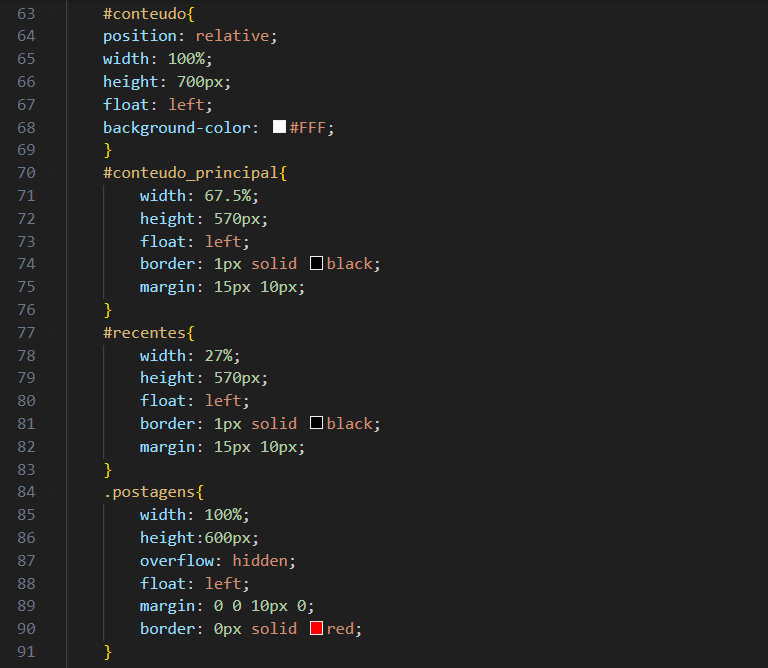 63 #conteudo{
64 position: relative;
65 width: 100%;
66 height: 700px;
67 float: left;
68 background-color: #FFF;
69 }
70 #conteudo_principal{
71 width: 67.5%;
72 height: 570px;
73 float: left;
74 border: 1px solid black;
75 margin: 15px 10px;
76 }
77 #recentes{
78 width: 27%;
79 height: 570px;
80 float: left;
81 border: 1px solid black;
82 margin: 15px 10px;
83 }
84 .postagens{
85 width: 100%;
86 height:600px;
87 overflow: hidden;
88 float: left;
89 margin: 0 0 10px 0;
90 border: 0px solid red;
91 }